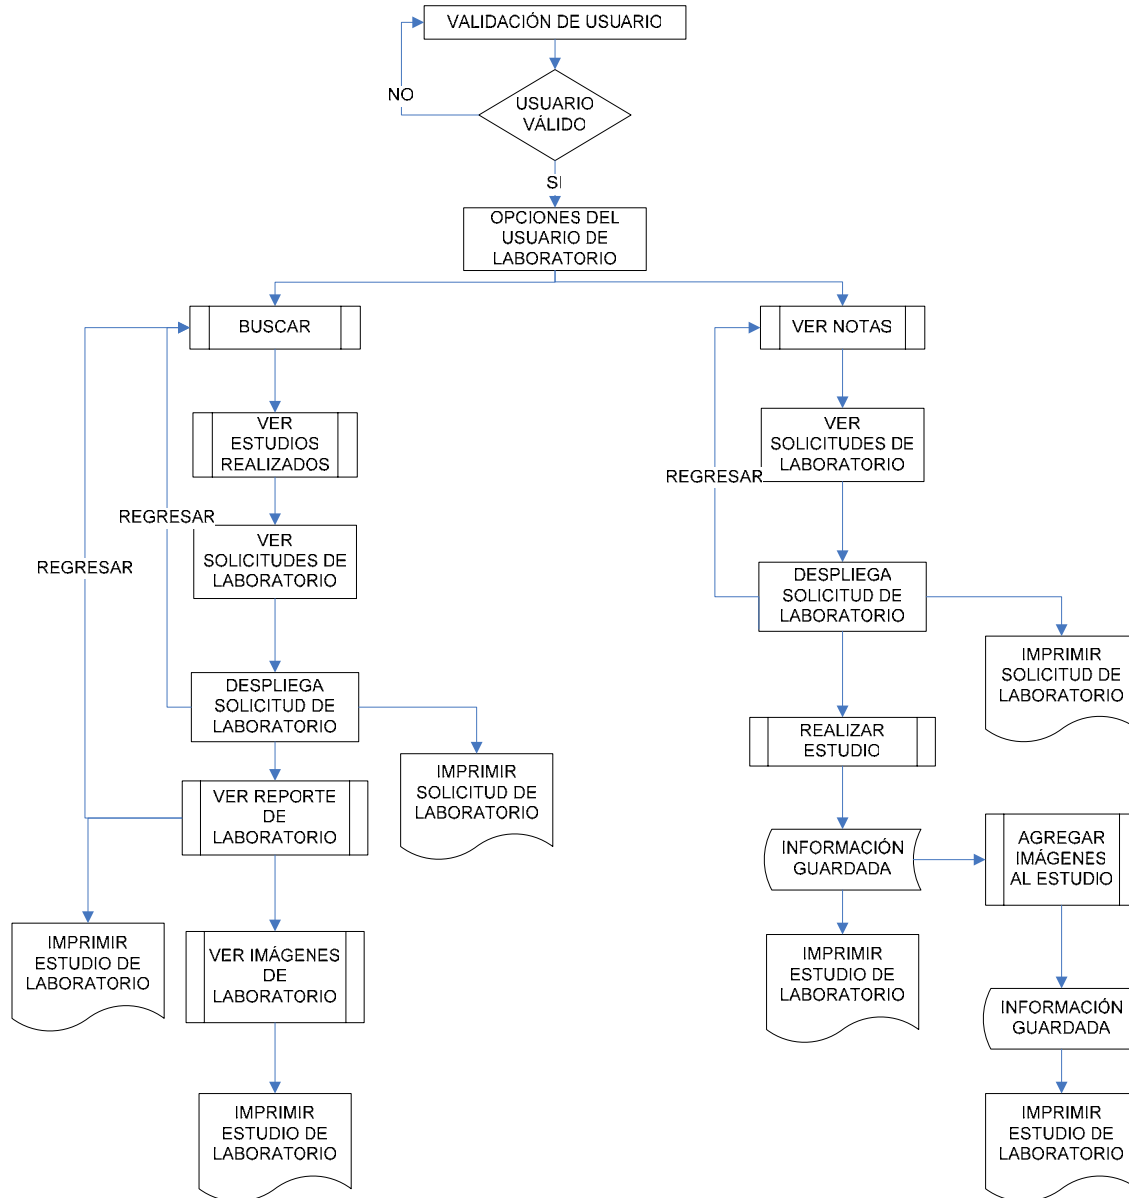 VALIDACIÓN DE USUARIO
NO
USUARIO
VÁLIDO
SI
OPCIONES DEL
USUARIO DE
LABORATORIO
BUSCAR
VER
ESTUDIOS
REALIZADOS
REGRESAR
REGRESAR
VER
SOLICITUDES DE
LABORATORIO
DESPLIEGA
SOLICITUD DE
LABORATORIO
IMPRIMIR
SOLICITUD DE
LABORATORIO
VER REPORTE
DE
LABORATORIO
IMPRIMIR
ESTUDIO DE
LABORATORIO
VER IMÁGENES
DE
LABORATORIO
IMPRIMIR
ESTUDIO DE
LABORATORIO
VER NOTAS
VER
SOLICITUDES DE
LABORATORIO
REGRESAR
DESPLIEGA
SOLICITUD DE
LABORATORIO
IMPRIMIR
SOLICITUD DE
LABORATORIO
REALIZAR
ESTUDIO
INFORMACIÓN
GUARDADA
AGREGAR
IMÁGENES
AL ESTUDIO
IMPRIMIR
ESTUDIO DE
LABORATORIO
INFORMACIÓN
GUARDADA
IMPRIMIR
ESTUDIO DE
LABORATORIO